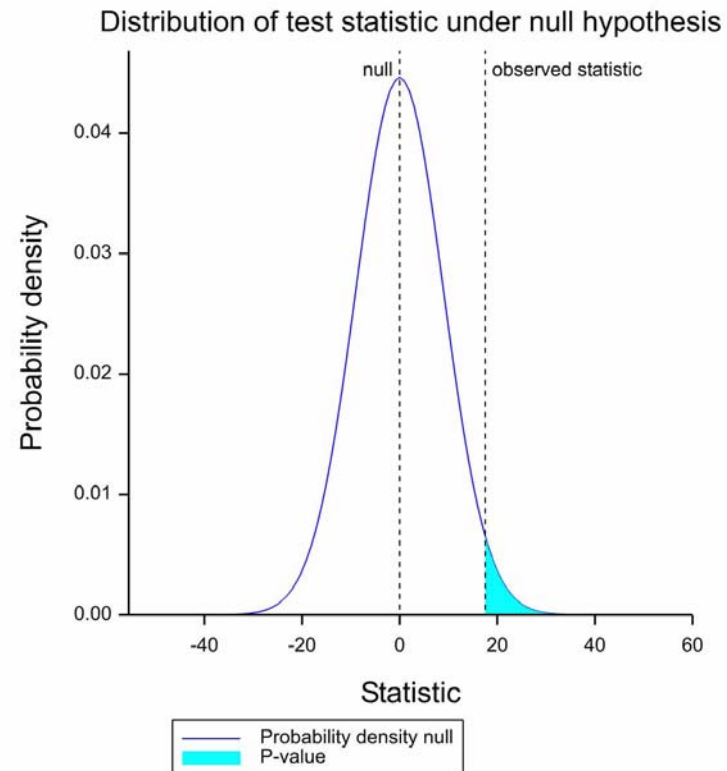 Distribution of test statistic under null hypothesis
null
observed statistic
0.04
0.03
0.02
0.01
0.00
Probability density
-40 -20 0 20 40 60
Statistic
Probability density null
P-value